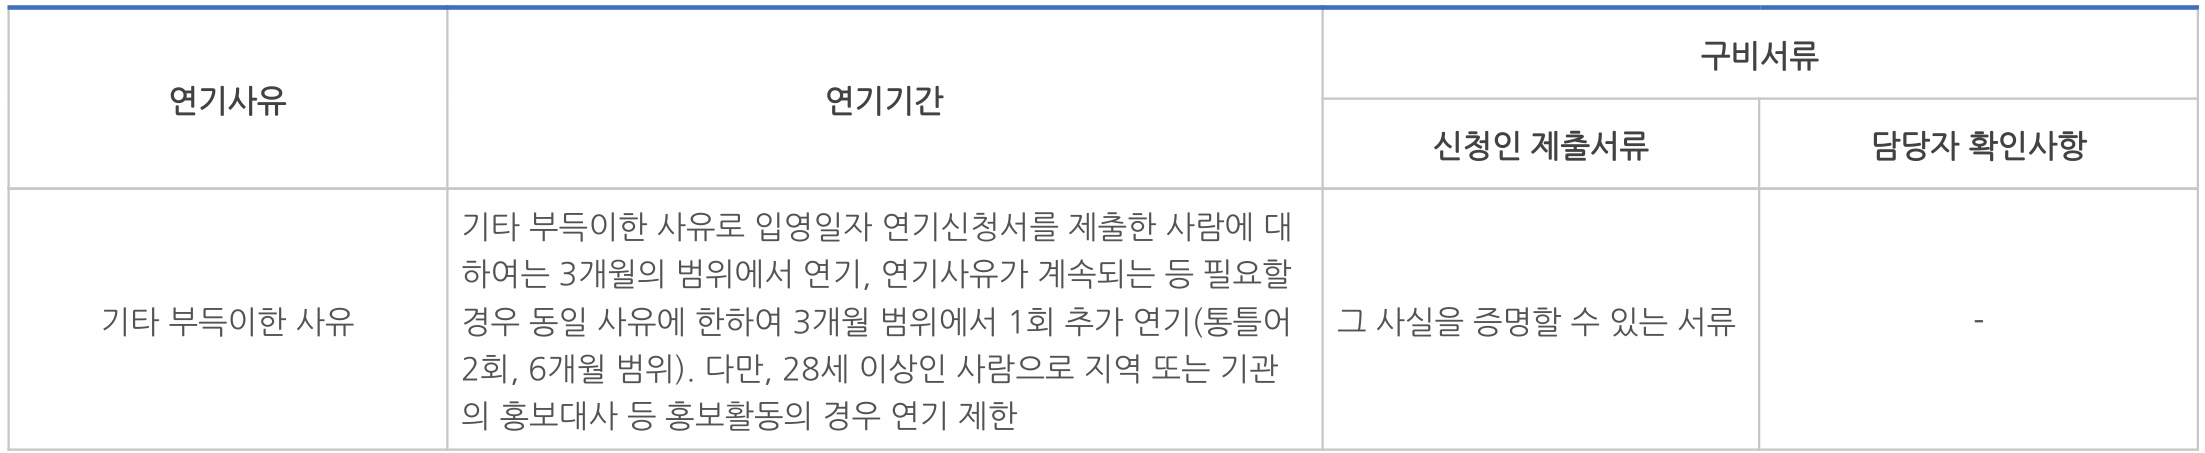 연기사유
연기기간
구비서류
신청인 제출서류
담당자 확인사항
기타 부득이한 사유
기타 부득이한 사유로 입영일자 연기신청서를 제출한 사람에 대
하여는 3개월의 범위에서 연기, 연기사유가 계속되는 등 필요할
경우 동일 사유에 한하여 3개월 범위에서 1회 추가 연기(통틀어
2회, 6개월 범위). 다만, 28세 이상인 사람으로 지역 또는 기관
의 홍보대사 등 홍보활동의 경우 연기 제한
그 사실을 증명할 수 있는 서류
-